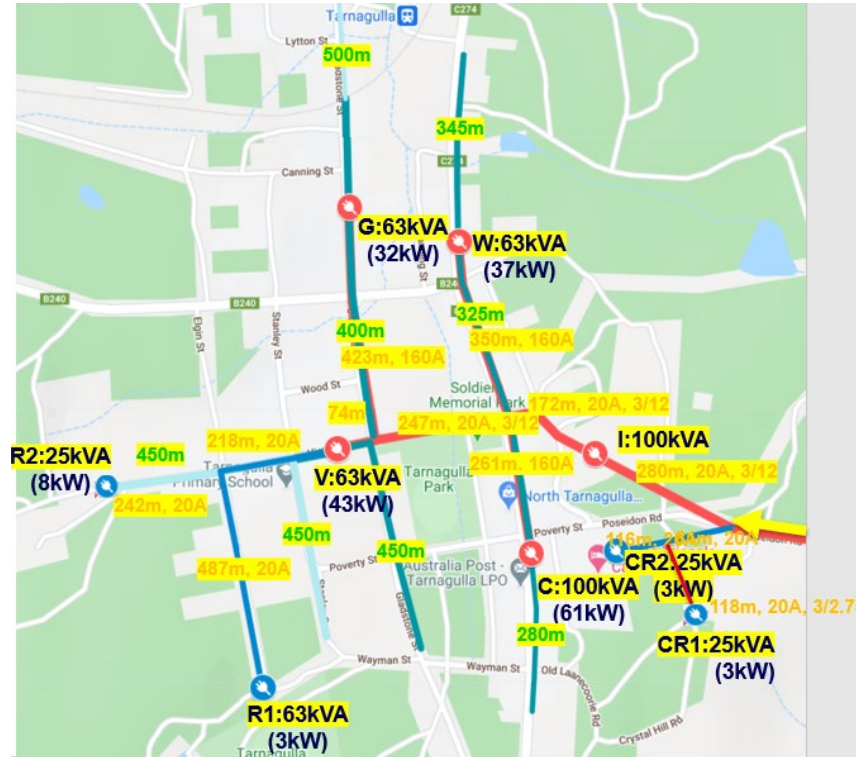 Tarnagulla
C274
Lytton St
500m
345m
C274
Canning St
G:63kVA
(32kW)
W:63kVA
(37kW)
B240
B240
B240
Elgin St
Stanley St
325m
400m
350m, 160A
423m, 160A
Wood St
Soldier
Memorial Park
172m, 20A, 3/12
74m
247m, 20A, 3/12
218m, 20A
I:100kVA
450m
R2:25kVA
(8kW)
Primary School
V:63kVA
(43kW)
261m. 160A
280m, 20A, 3/12
Tarnagulla
Park
North Tarnagulla...
242m, 20A
Poseidon Rd
Poverty St
450m
450m
Poverty St
Australia Post -
Tarnagulla LPO
CR2:25kVA
(3kW)
487m, 20A
C:100kVA
(61kW)
118m, 20A, 3/2.7
Gladstone St
280m
CR1:25kVA
(3kW)
Wayman St
Wayman St
Old Laanecoorie Rd
R1:63kVA
(3kW)
Crystal Hill Rd
Tarnagulla